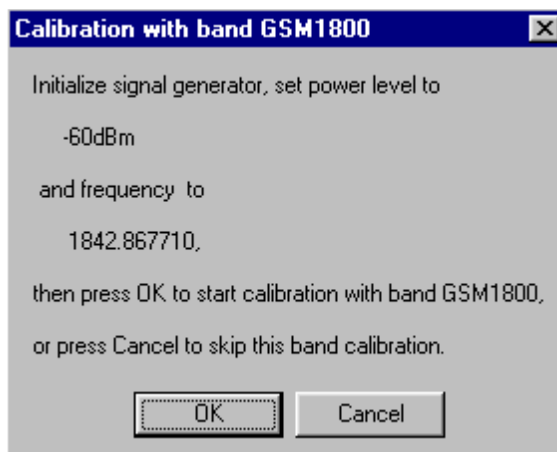 Calibration with band GSM1800
Initialize signal generator, set power level to
-60dBm
and frequency to
1842.867710,
then press OK to start calibration with band GSM1800,
or press Cancel to skip this band calibration.
OK
Cancel